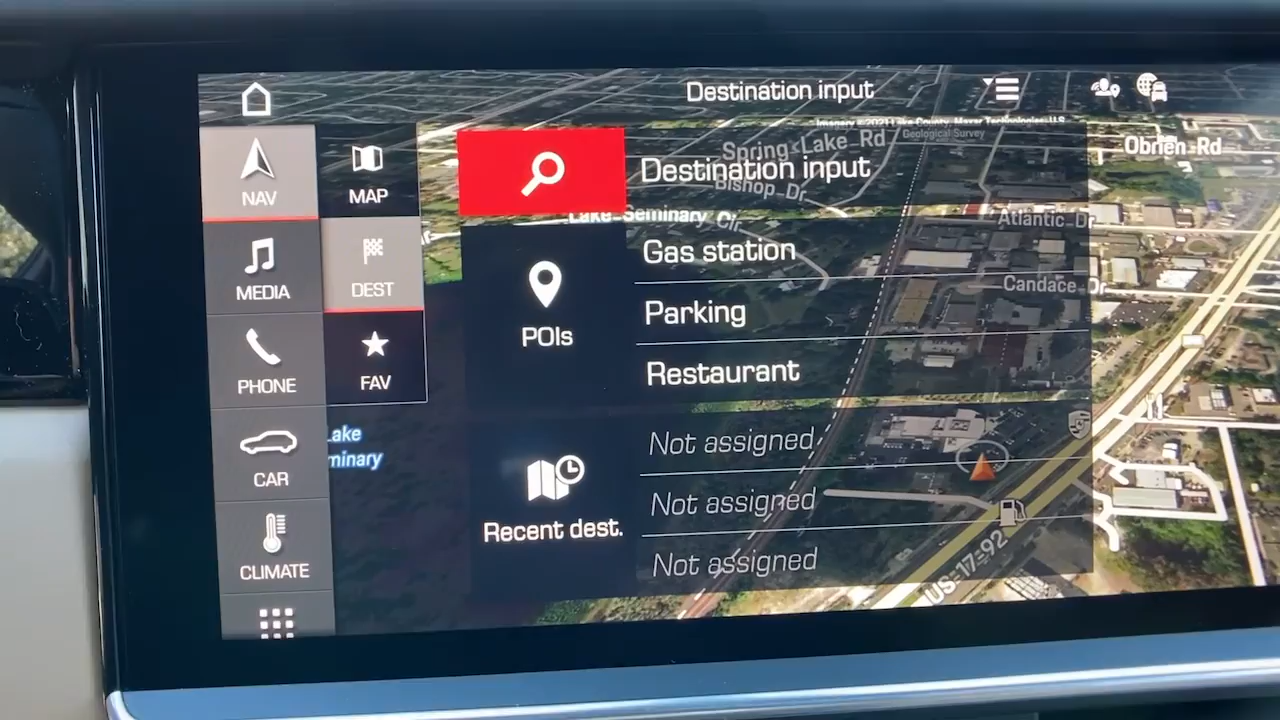 Destination input
Imagery ©2021 Lake County, Maxar Technologies, U.S.
Geological Survey
NAV
MAP
Destination input
Spring Lake Rd
Bishop Dr
Obrien Rd
Lake Seminary Cir
Atlantic Dr
MEDIA
DEST
Gas station
Candace Dr
POIs
Parking
PHONE
FAV
Restaurant
Lake
minary
Not assigned
CAR
Recent dest.
Not assigned
CLIMATE
Not assigned
US-17-92